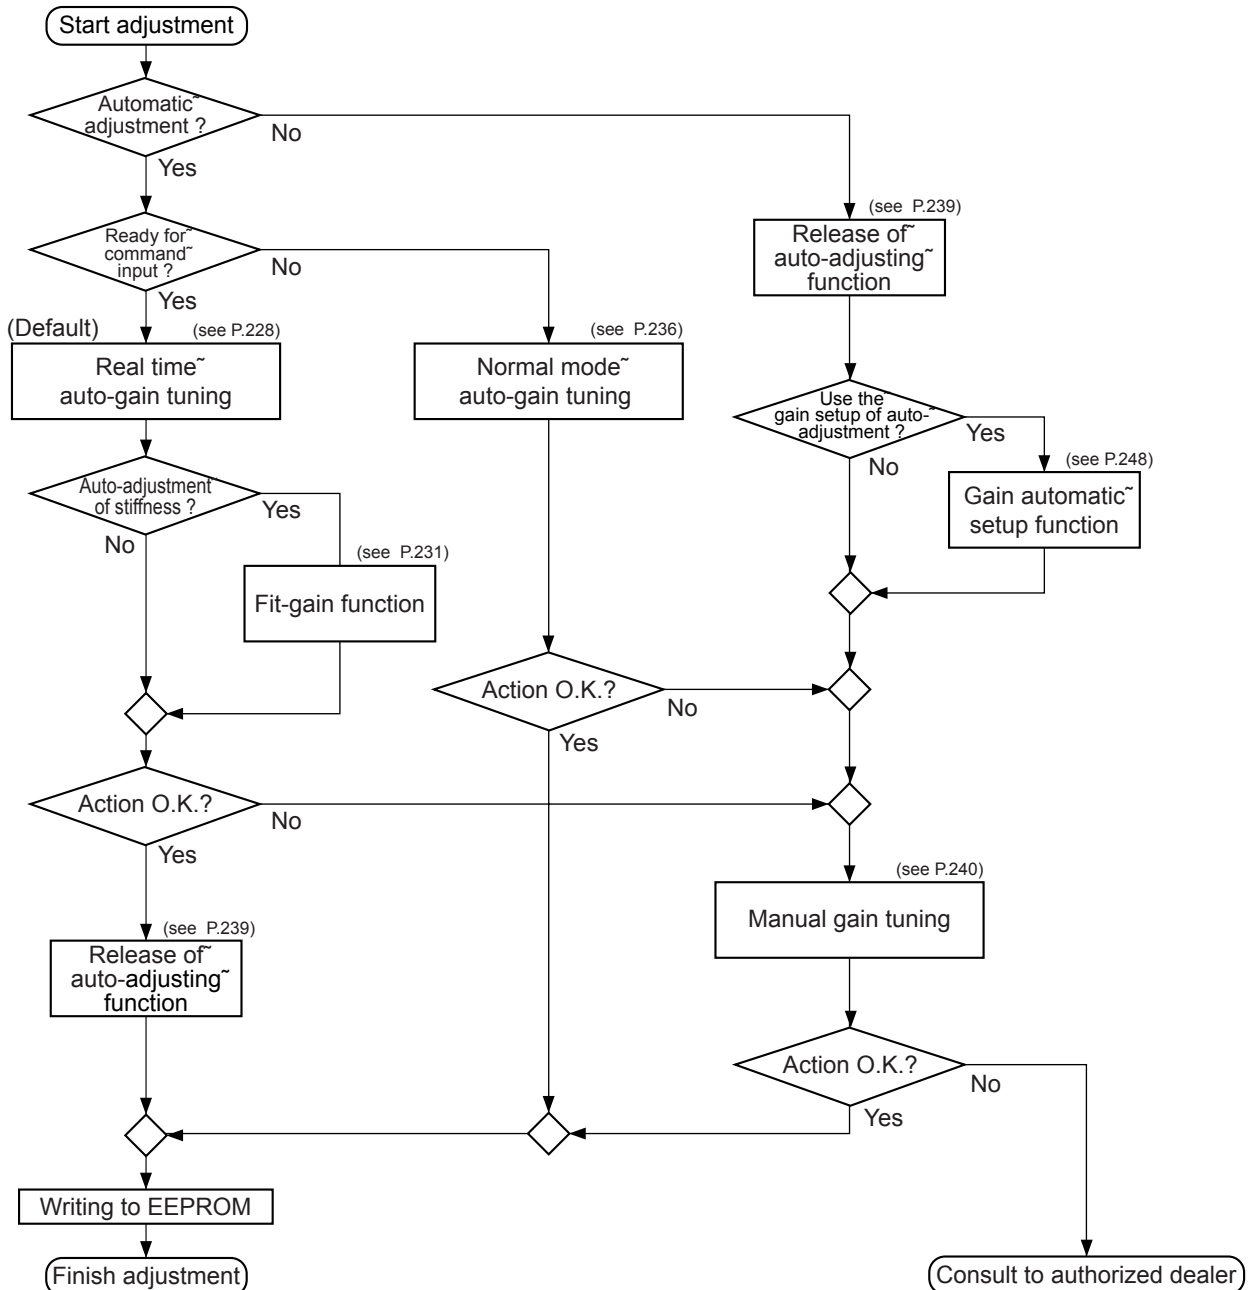 Start adjustment
Automatic˜
adjustment ?
No
Yes
Ready for˜
command˜
input ?
No
Yes
(see P.239)
Release of˜
auto-adjusting˜
function
(Default)
(see P.228)
Real time˜
auto-gain tuning
(see P.236)
Normal mode˜
auto-gain tuning
Use the˜
gain setup of auto-˜
adjustment ?
Yes
No
(see P.248)
Gain automatic˜
setup function
Auto-adjustment˜
of stiffness ?
Yes
No
(see P.231)
Fit-gain function
Action O.K.?
No
Yes
Action O.K.?
No
Yes
(see P.240)
Manual gain tuning
(see P.239)
Release of˜
auto-adjusting˜
function
Action O.K.?
No
Yes
Writing to EEPROM
Finish adjustment
Consult to authorized dealer